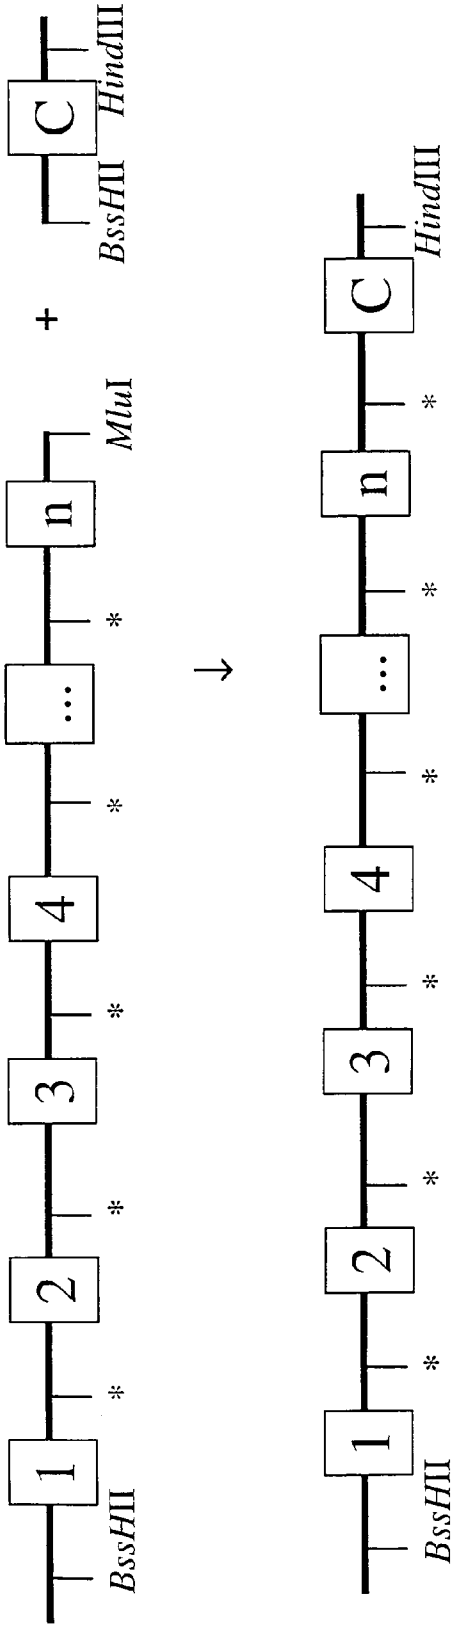 1 2 3 4 ... n + C
BssHII * * * * * MluI BssHII HindIII
↓
1 2 3 4 ... n C
BssHII * * * * * * HindIII